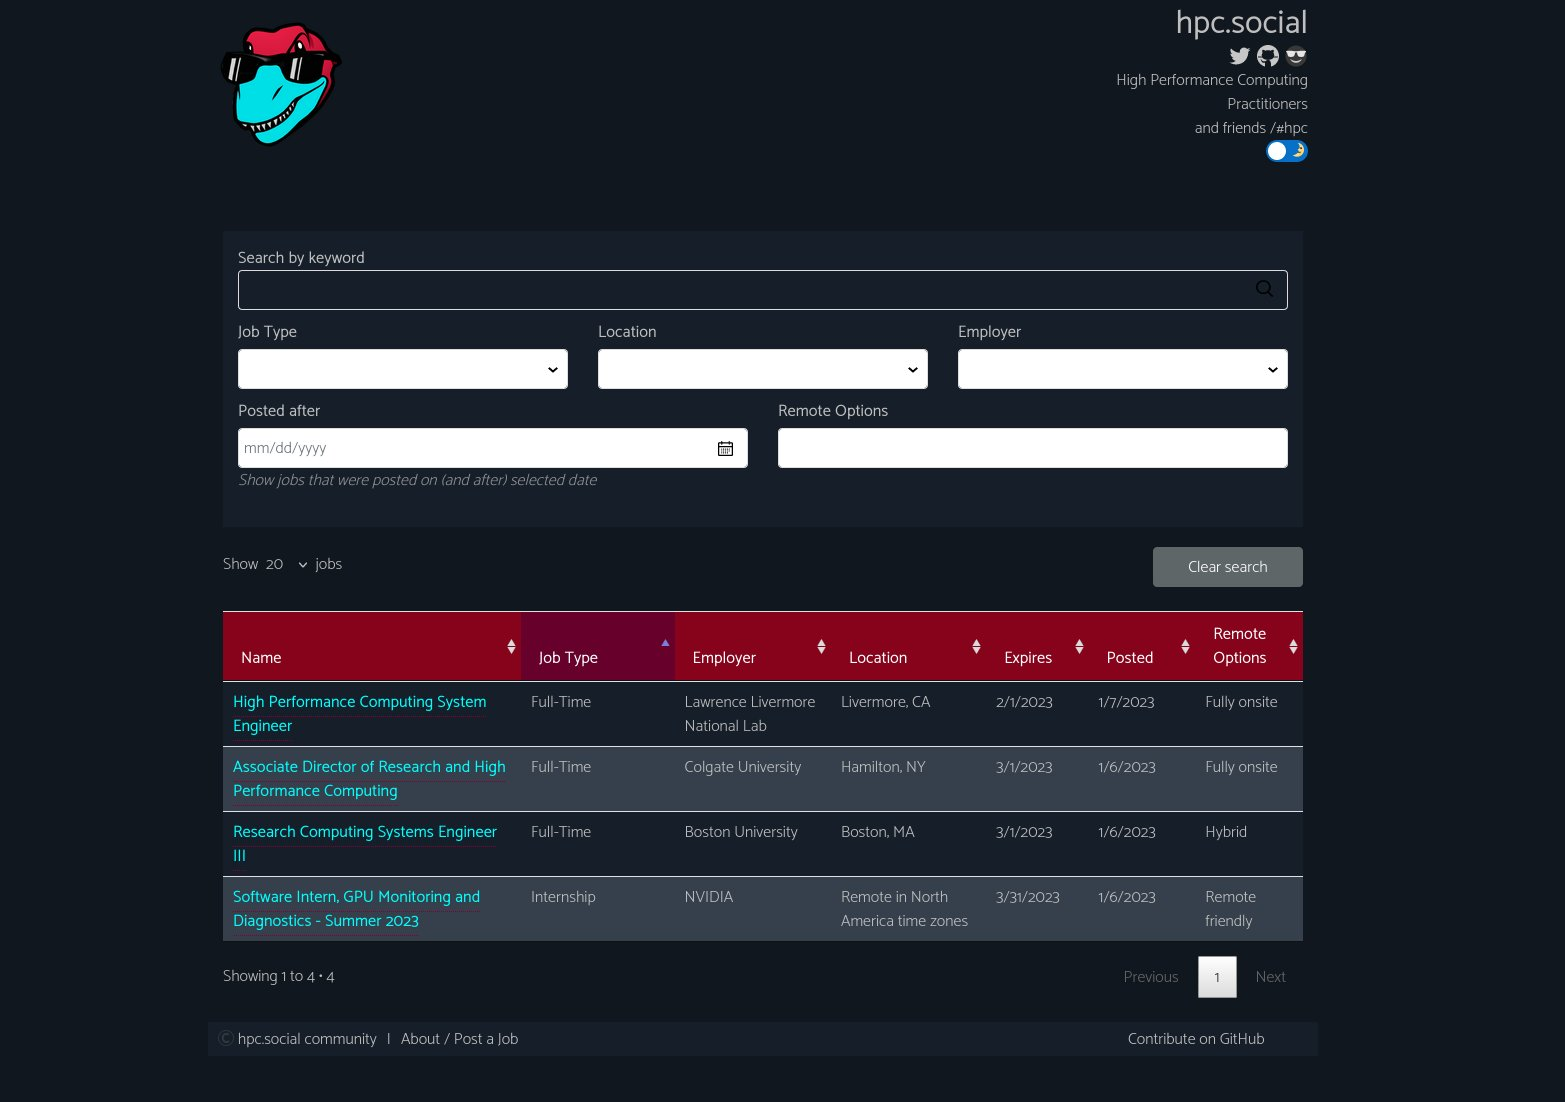 hpc.social
High Performance Computing
Practitioners
and friends /#hpc
Search by keyword
Job Type
Location
Employer
Posted after
Remote Options
mm/dd/yyyy
Show jobs that were posted on (and after) selected date
Show 20 jobs
Clear search
Name
Job Type
Employer
Location
Expires
Posted
Remote
Options
High Performance Computing System
Engineer
Full-Time
Lawrence Livermore
National Lab
Livermore, CA
2/1/2023
1/7/2023
Fully onsite
Associate Director of Research and High
Performance Computing
Full-Time
Colgate University
Hamilton, NY
3/1/2023
1/6/2023
Fully onsite
Research Computing Systems Engineer
III
Full-Time
Boston University
Boston, MA
3/1/2023
1/6/2023
Hybrid
Software Intern, GPU Monitoring and
Diagnostics - Summer 2023
Internship
NVIDIA
Remote in North
America time zones
3/31/2023
1/6/2023
Remote
friendly
Showing 1 to 4 • 4
Previous
1
Next
© hpc.social community | About / Post a Job
Contribute on GitHub